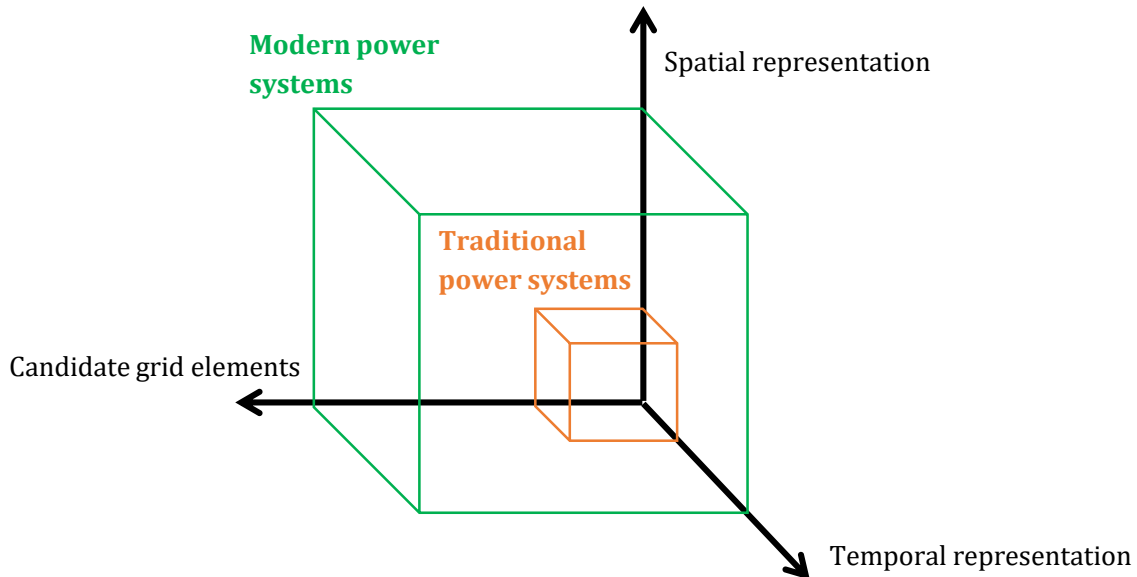 Modern power
systems
Spatial representation
Traditional
power systems
Candidate grid elements
Temporal representation